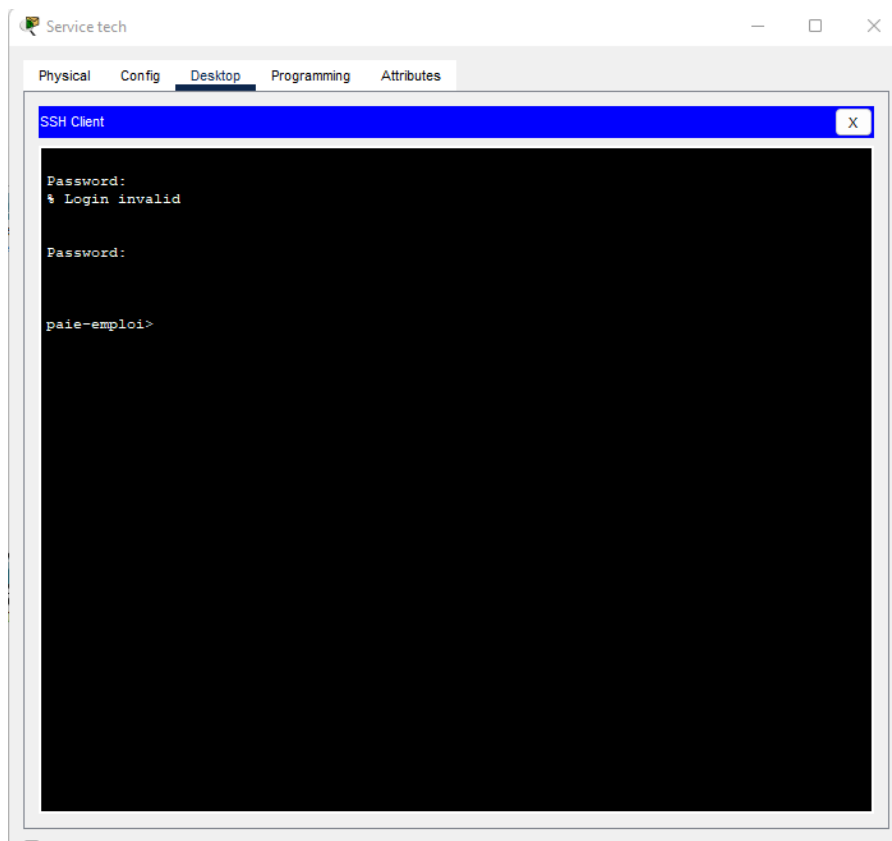 Service tech
Physical Config Desktop Programming Attributes
SSH Client
X
Password:
% Login invalid
Password:
paie-emploi>